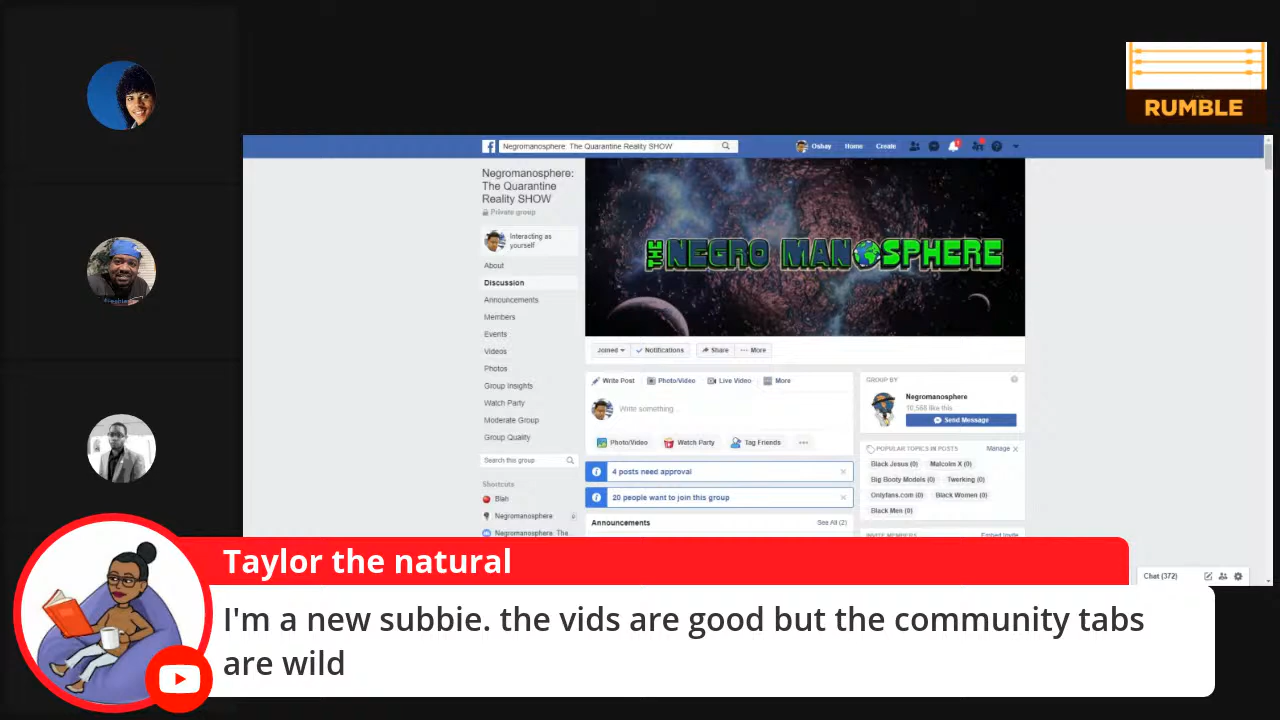 RUMBLE
Negromanosphere: The Quarantine Reality SHOW
Oshay Home Create
Negromanosphere:
The Quarantine
Reality SHOW
Private group
Interacting as
yourself
About
Discussion
Announcements
Members
Events
Videos
Photos
Group Insights
Watch Party
Moderate Group
Group Quality
Search this group
Shortcuts
Blah
Negromanosphere
Negromanosphere: The...
THE NEGRO MANOSPHERE
Joined Notifications Share More
Write Post Photo/Video Live Video More
Write something
Photo/Video Watch Party Tag Friends
4 posts need approval
20 people want to join this group
Announcements See All (2)
GROUP BY
Negromanosphere
10,568 like this
Send Message
POPULAR TOPICS IN POSTS Manage
Black Jesus (0) Malcolm X (0)
Big Booty Models (0) Twerking (0)
Onlyfans.com (0) Black Women (0)
Black Men (0)
INVITE MEMBERS Embed Invite
Chat (372)
Taylor the natural
I'm a new subbie. the vids are good but the community tabs
are wild